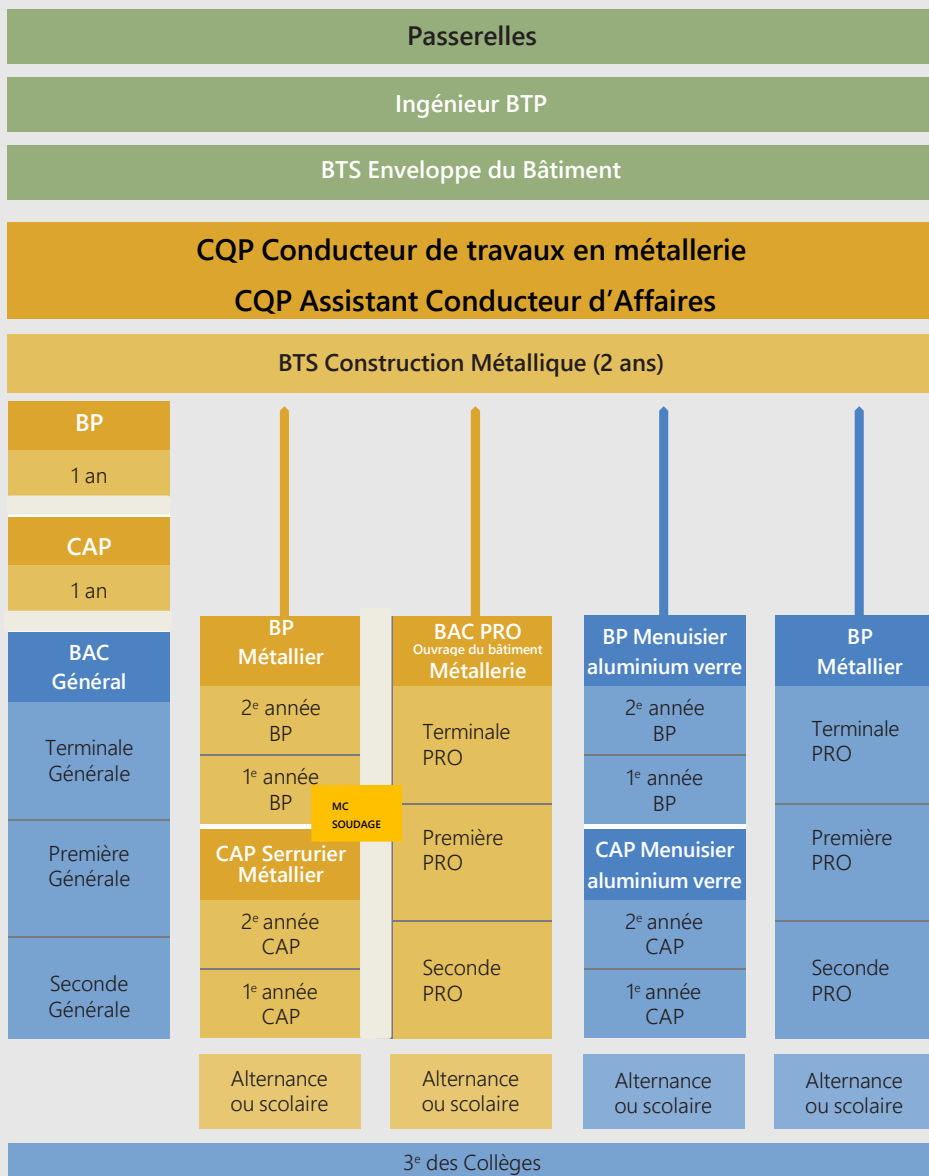 Passerelles
Ingénieur BTP
BTS Enveloppe du Bâtiment
CQP Conducteur de travaux en métallerie
CQP Assistant Conducteur d’Affaires
BTS Construction Métallique (2 ans)
BP
1 an
CAP
1 an
BAC
Général
Terminale
Générale
Première
Générale
Seconde
Générale
BP
Métallier
2e année
BP
1e année
BP
MC
SOUDAGE
CAP Serrurier
Métallier
2e année
CAP
1e année
CAP
Alternance
ou scolaire
BAC PRO
Ouvrage du bâtiment
Métallerie
Terminale
PRO
Première
PRO
Seconde
PRO
Alternance
ou scolaire
BP Menuisier
aluminium verre
2e année
BP
1e année
BP
CAP Menuisier
aluminium verre
2e année
CAP
1e année
CAP
Alternance
ou scolaire
BP
Métallier
Terminale
PRO
Première
PRO
Seconde
PRO
Alternance
ou scolaire
3e des Collèges